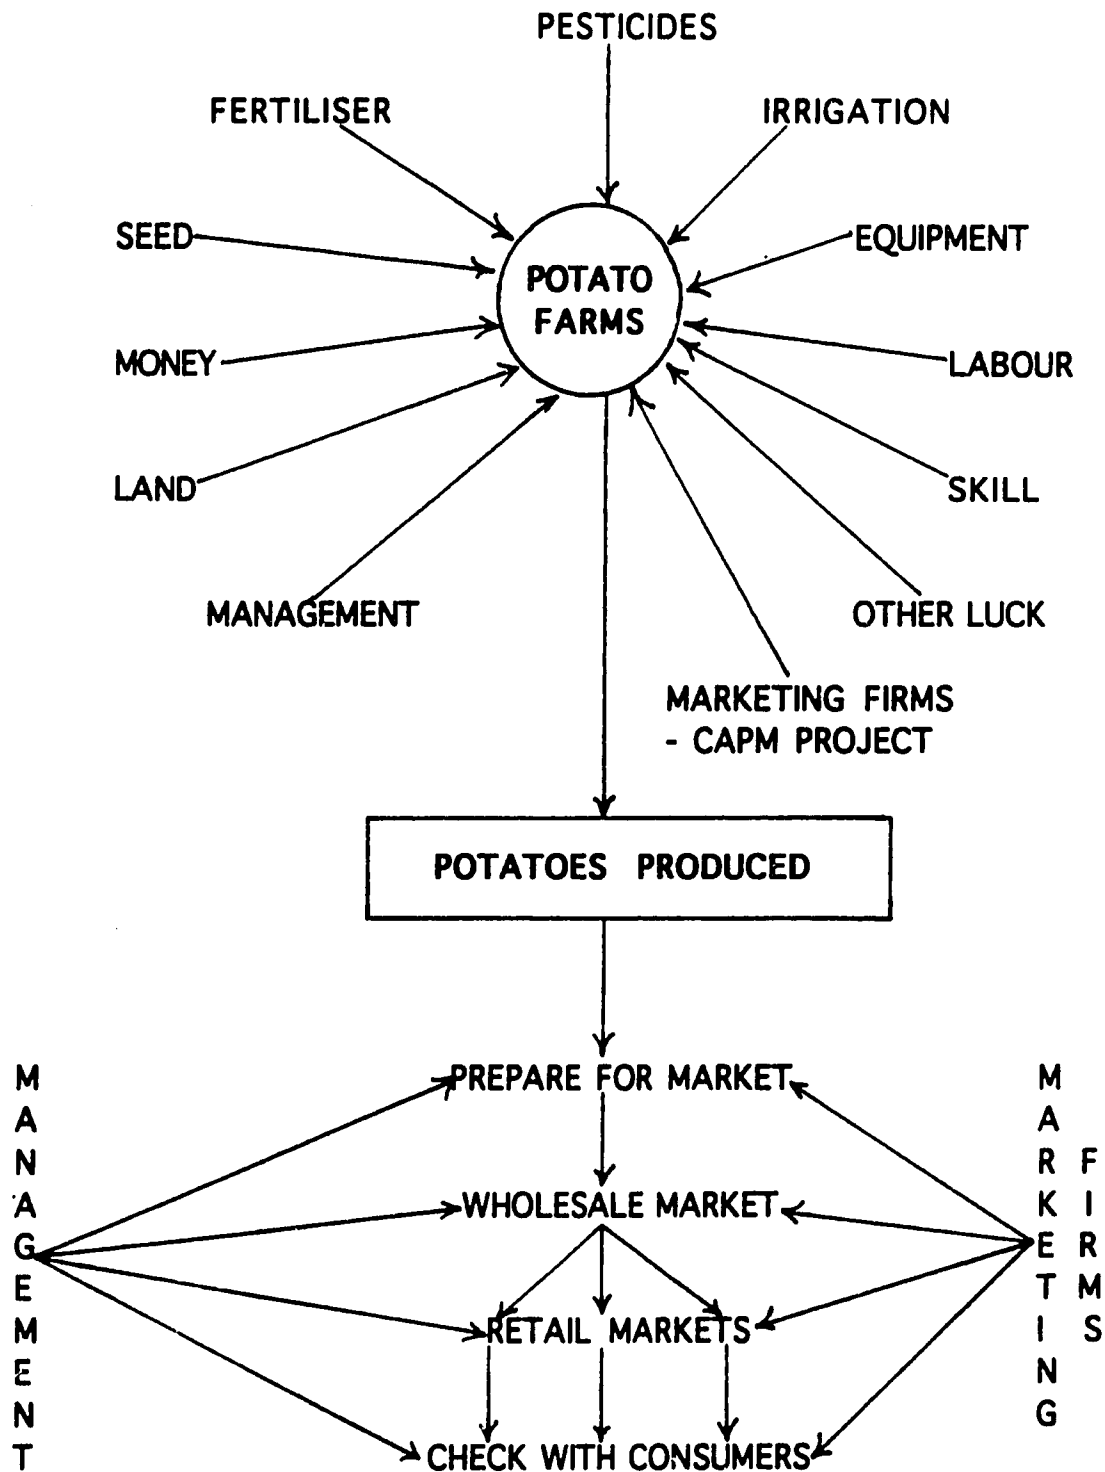 PESTICIDES
FERTILISER
IRRIGATION
SEED
EQUIPMENT
POTATO
FARMS
MONEY
LABOUR
LAND
SKILL
MANAGEMENT
OTHER LUCK
MARKETING FIRMS
- CAPM PROJECT
POTATOES PRODUCED
PREPARE FOR MARKET
WHOLESALE MARKET
RETAIL MARKETS
CHECK WITH CONSUMERS
MANAGEMENT
MARKETING
FIRMS